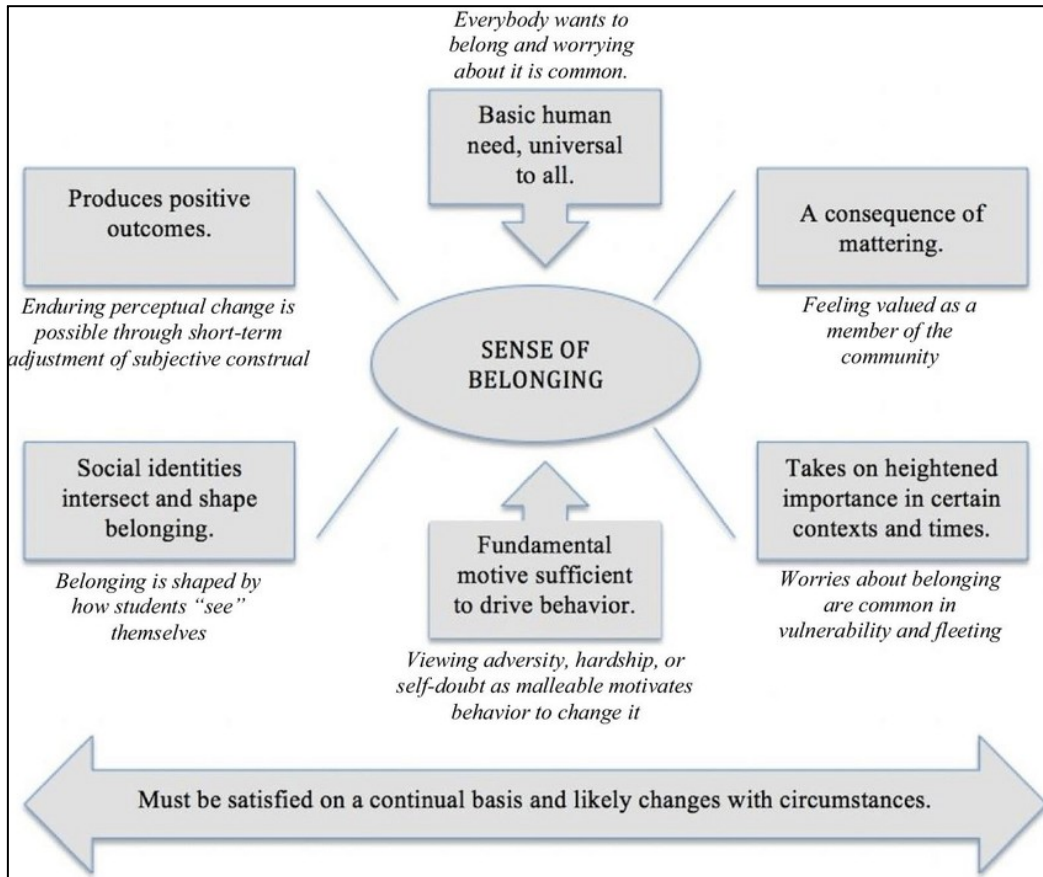 Everybody wants to
belong and worrying
about it is common.
Basic human
need, universal
to all.
Produces positive
outcomes.
Enduring perceptual change is
possible through short-term
adjustment of subjective construal
A consequence of
mattering.
Feeling valued as a
member of the
community
SENSE OF
BELONGING
Social identities
intersect and shape
belonging.
Belonging is shaped by
how students “see”
themselves
Fundamental
motive sufficient
to drive behavior.
Viewing adversity, hardship, or
self-doubt as malleable motivates
behavior to change it
Takes on heightened
importance in certain
contexts and times.
Worries about belonging
are common in
vulnerability and fleeting
Must be satisfied on a continual basis and likely changes with circumstances.